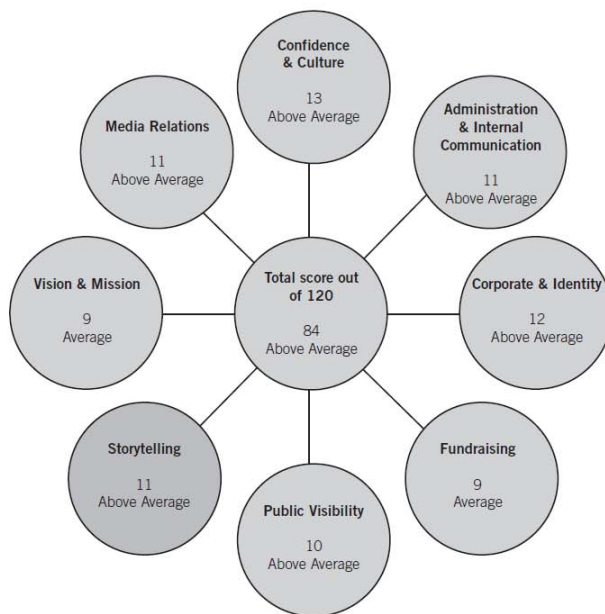 Confidence
& Culture
13
Above Average
Administration
& Internal
Communication
11
Above Average
Corporate & Identity
12
Above Average
Fundraising
9
Average
Public Visibility
10
Above Average
Storytelling
11
Above Average
Vision & Mission
9
Average
Media Relations
11
Above Average
Total score out
of 120
84
Above Average